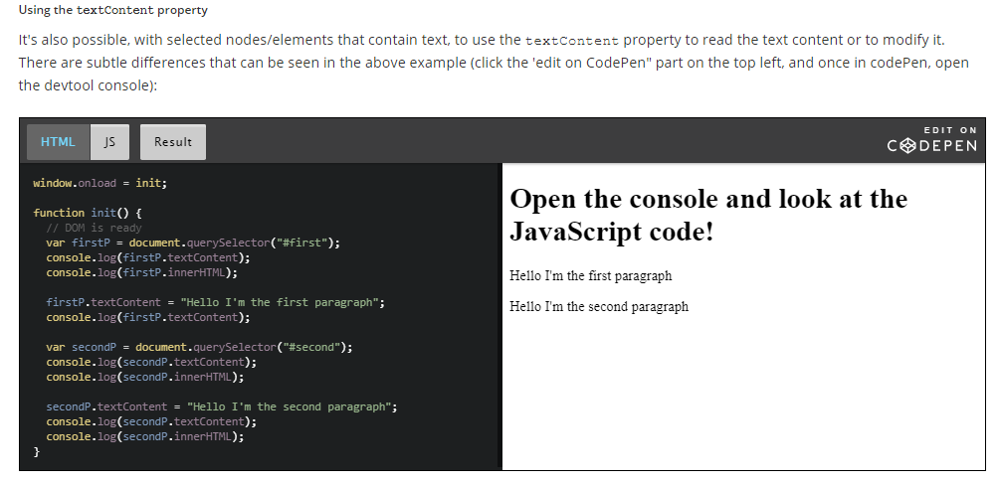 Using the textContent property
It's also possible, with selected nodes/elements that contain text, to use the textContent property to read the text content or to modify it.
There are subtle differences that can be seen in the above example (click the 'edit on CodePen" part on the top left, and once in codePen, open
the devtool console):
HTML JS Result
EDIT ON
CODEPEN
window.onload = init;
function init() {
// DOM is ready
var firstP = document.querySelector("#first");
console.log(firstP.textContent);
console.log(firstP.innerHTML);
firstP.textContent = "Hello I'm the first paragraph";
console.log(firstP.textContent);
var secondP = document.querySelector("#second");
console.log(secondP.textContent);
console.log(secondP.innerHTML);
secondP.textContent = "Hello I'm the second paragraph";
console.log(secondP.textContent);
console.log(secondP.innerHTML);
}
Open the console and look at the
JavaScript code!
Hello I'm the first paragraph
Hello I'm the second paragraph